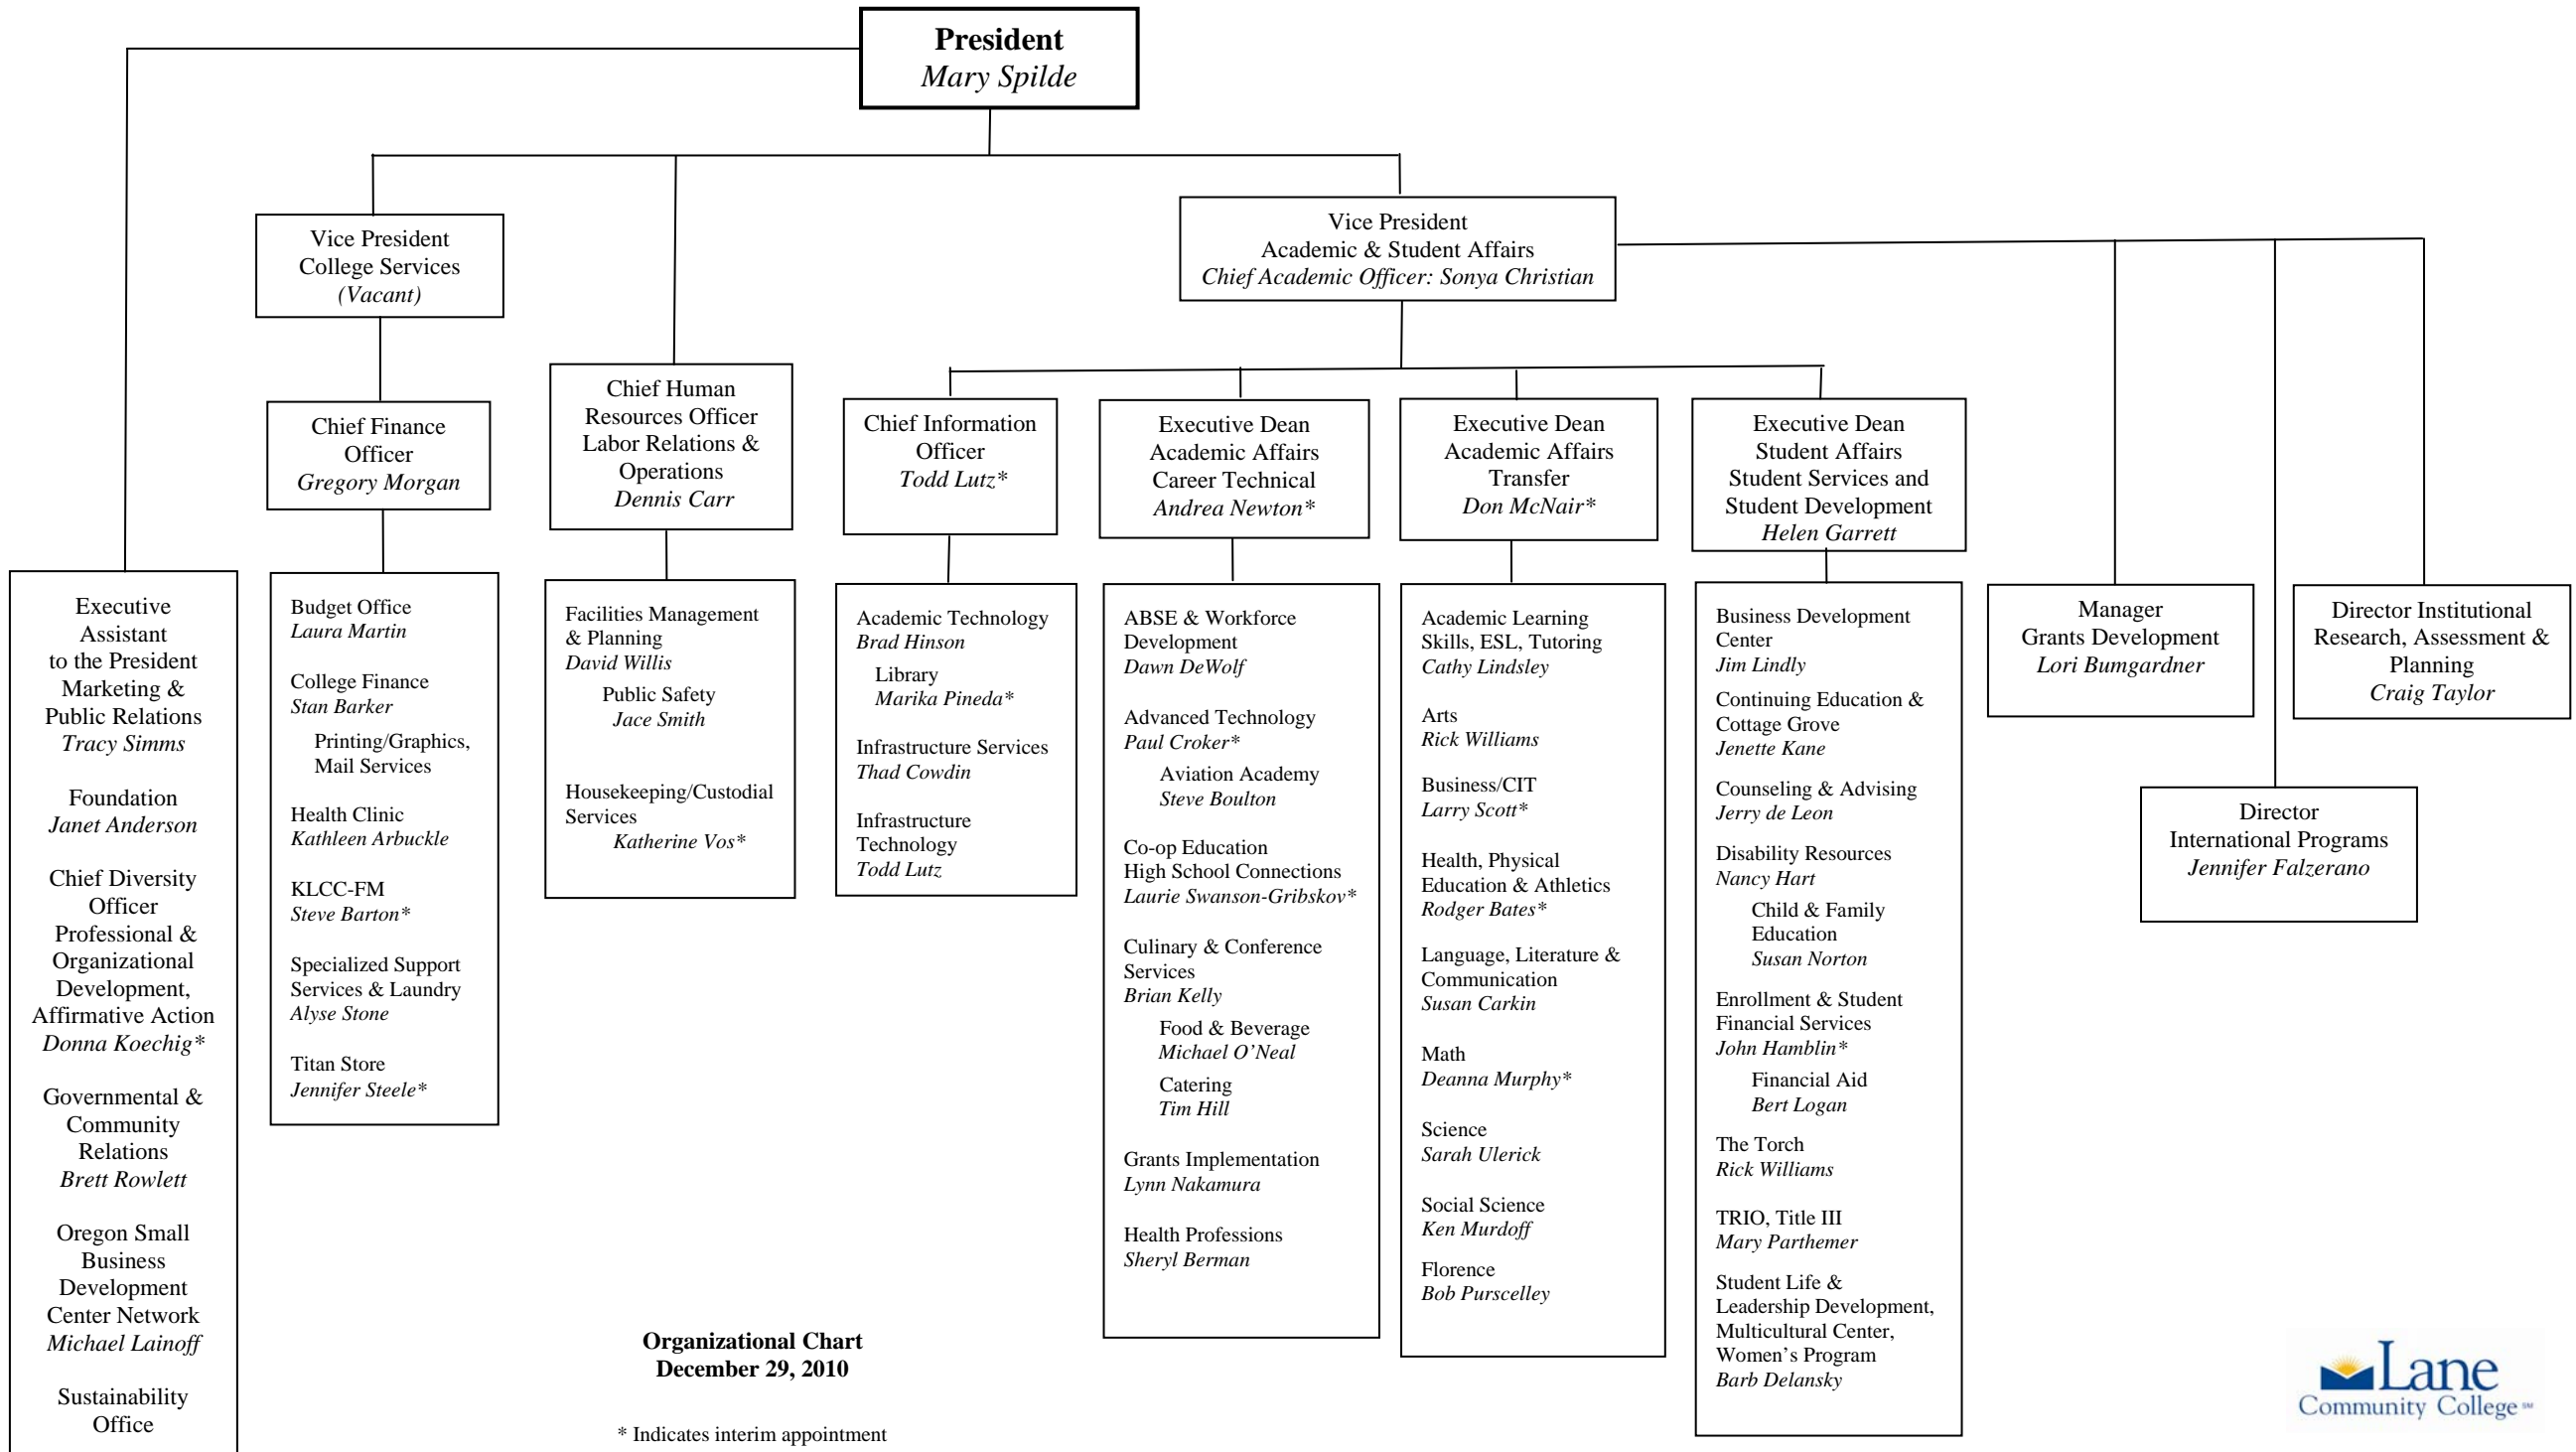 President
Mary Spilde
Vice President
College Services
(Vacant)
Vice President
Academic & Student Affairs
Chief Academic Officer: Sonya Christian
Chief Finance
Officer
Gregory Morgan
Chief Human
Resources Officer
Labor Relations &
Operations
Dennis Carr
Chief Information
Officer
Todd Lutz*
Executive Dean
Academic Affairs
Career Technical
Andrea Newton*
Executive Dean
Academic Affairs
Transfer
Don McNair*
Executive Dean
Student Affairs
Student Services and
Student Development
Helen Garrett
Executive
Assistant
to the President
Marketing &
Public Relations
Tracy Simms
Foundation
Janet Anderson
Chief Diversity
Officer
Professional &
Organizational
Development,
Affirmative Action
Donna Koechig*
Governmental &
Community
Relations
Brett Rowlett
Oregon Small
Business
Development
Center Network
Michael Lainoff
Sustainability
Office
Budget Office
Laura Martin
College Finance
Stan Barker
Printing/Graphics,
Mail Services
Health Clinic
Kathleen Arbuckle
KLCC-FM
Steve Barton*
Specialized Support
Services & Laundry
Alyse Stone
Titan Store
Jennifer Steele*
Facilities Management
& Planning
David Willis
Public Safety
Jace Smith
Housekeeping/Custodial
Services
Katherine Vos*
Academic Technology
Brad Hinson
Library
Marika Pineda*
Infrastructure Services
Thad Cowdin
Infrastructure
Technology
Todd Lutz
ABSE & Workforce
Development
Dawn DeWolf
Advanced Technology
Paul Croker*
Aviation Academy
Steve Boulton
Co-op Education
High School Connections
Laurie Swanson-Gribskov*
Culinary & Conference
Services
Brian Kelly
Food & Beverage
Michael O’Neal
Catering
Tim Hill
Grants Implementation
Lynn Nakamura
Health Professions
Sheryl Berman
Academic Learning
Skills, ESL, Tutoring
Cathy Lindsley
Arts
Rick Williams
Business/CIT
Larry Scott*
Health, Physical
Education & Athletics
Rodger Bates*
Language, Literature &
Communication
Susan Carkin
Math
Deanna Murphy*
Science
Sarah Ulerick
Social Science
Ken Murdoff
Florence
Bob Purscelley
Business Development
Center
Jim Lindly
Continuing Education &
Cottage Grove
Jenette Kane
Counseling & Advising
Jerry de Leon
Disability Resources
Nancy Hart
Child & Family
Education
Susan Norton
Enrollment & Student
Financial Services
John Hamblin*
Financial Aid
Bert Logan
The Torch
Rick Williams
TRIO, Title III
Mary Parthemer
Student Life &
Leadership Development,
Multicultural Center,
Women’s Program
Barb Delansky
Manager
Grants Development
Lori Bumgardner
Director Institutional
Research, Assessment &
Planning
Craig Taylor
Director
International Programs
Jennifer Falzerano
Organizational Chart
December 29, 2010
* Indicates interim appointment
Lane
Community College℠